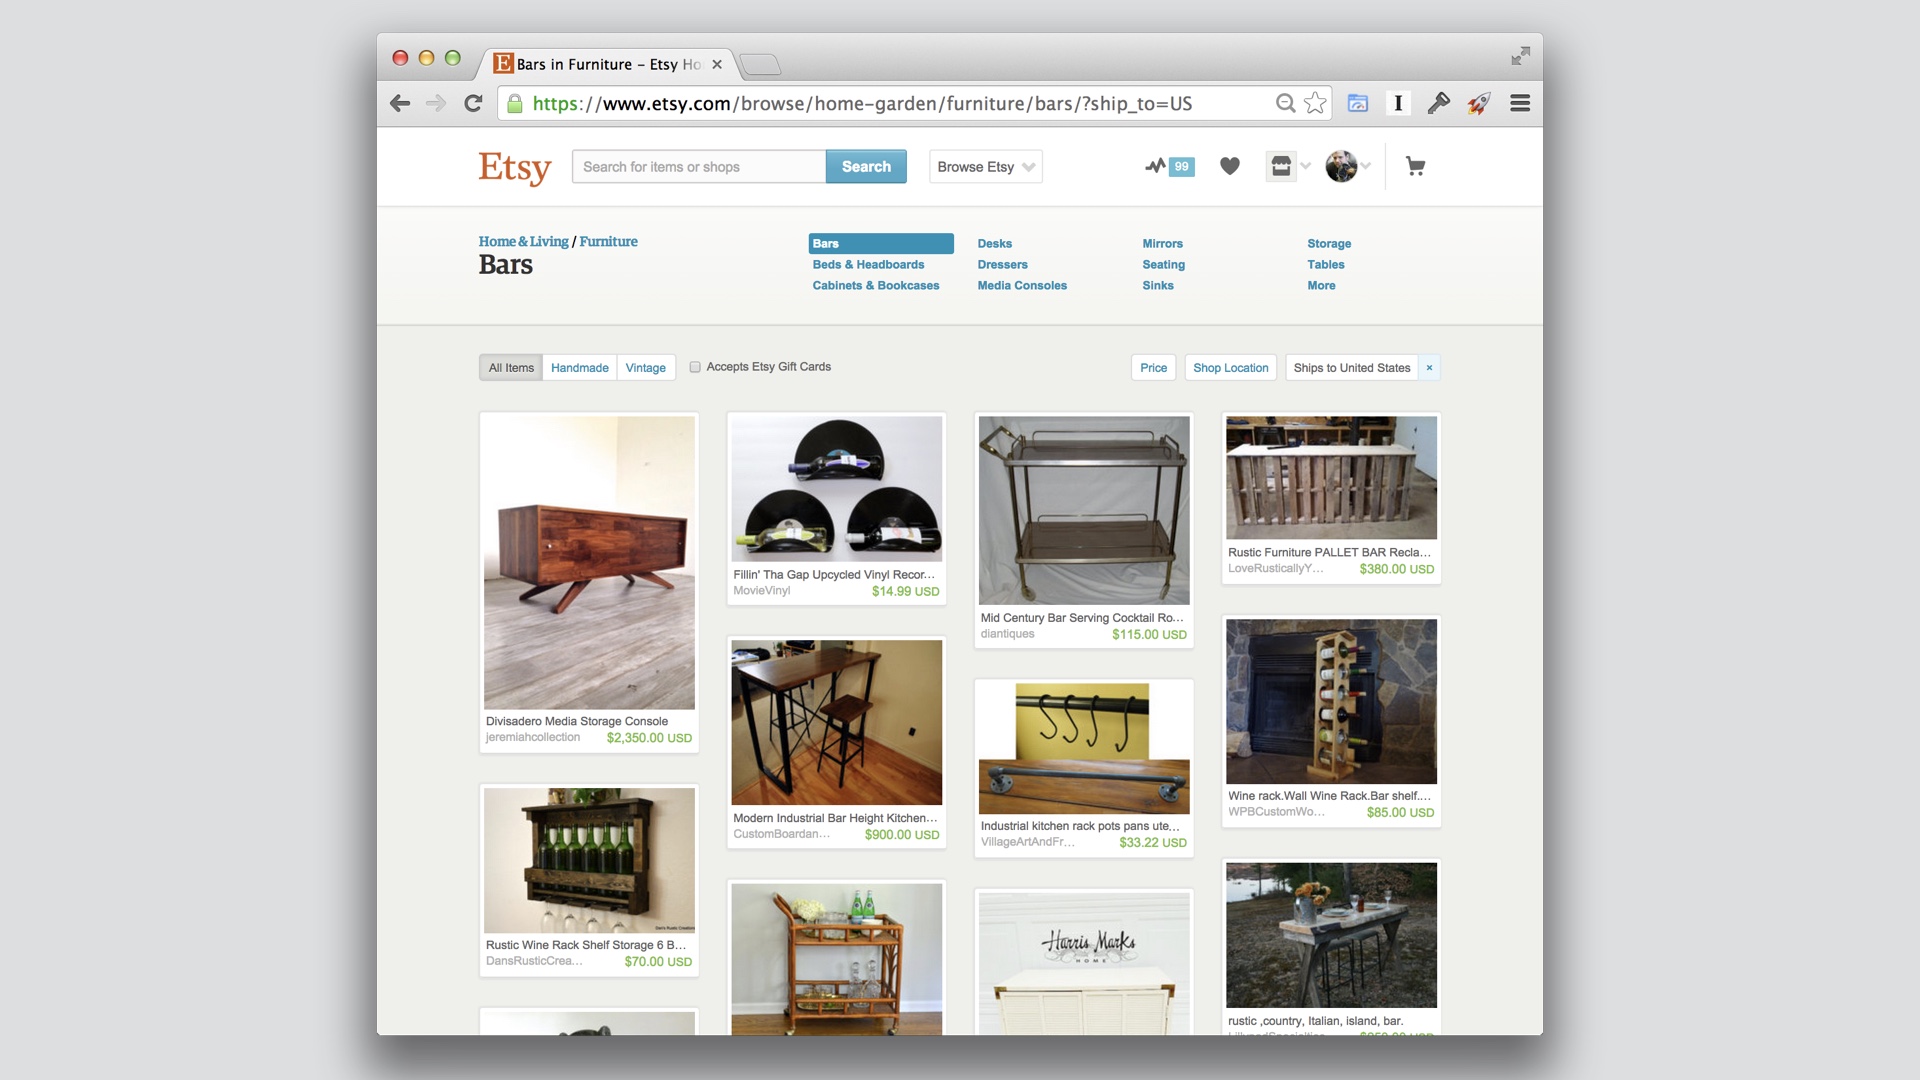 Bars in Furniture – Etsy Ho
https://www.etsy.com/browse/home-garden/furniture/bars/?ship_to=US
I
Etsy
Search for items or shops
Search
Browse Etsy
99
Home & Living / Furniture
Bars
Bars
Beds & Headboards
Cabinets & Bookcases
Desks
Dressers
Media Consoles
Mirrors
Seating
Sinks
Storage
Tables
More
All Items
Handmade
Vintage
Accepts Etsy Gift Cards
Price
Shop Location
Ships to United States
×
Divisadero Media Storage Console
jeremiahcollection
$2,350.00 USD
Fillin' Tha Gap Upcycled Vinyl Recor...
MovieVinyl
$14.99 USD
Mid Century Bar Serving Cocktail Ro...
diantiques
$115.00 USD
Rustic Furniture PALLET BAR Recla...
LoveRusticallyY...
$380.00 USD
Rustic Wine Rack Shelf Storage 6 B...
DansRusticCrea...
$70.00 USD
Modern Industrial Bar Height Kitchen...
CustomBoardan...
$900.00 USD
Industrial kitchen rack pots pans ute...
VillageArtAndFr...
$33.22 USD
Wine rack.Wall Wine Rack.Bar shelf....
WPBCustomWo...
$85.00 USD
Harris Marks
HOME
rustic ,country, Italian, island, bar.